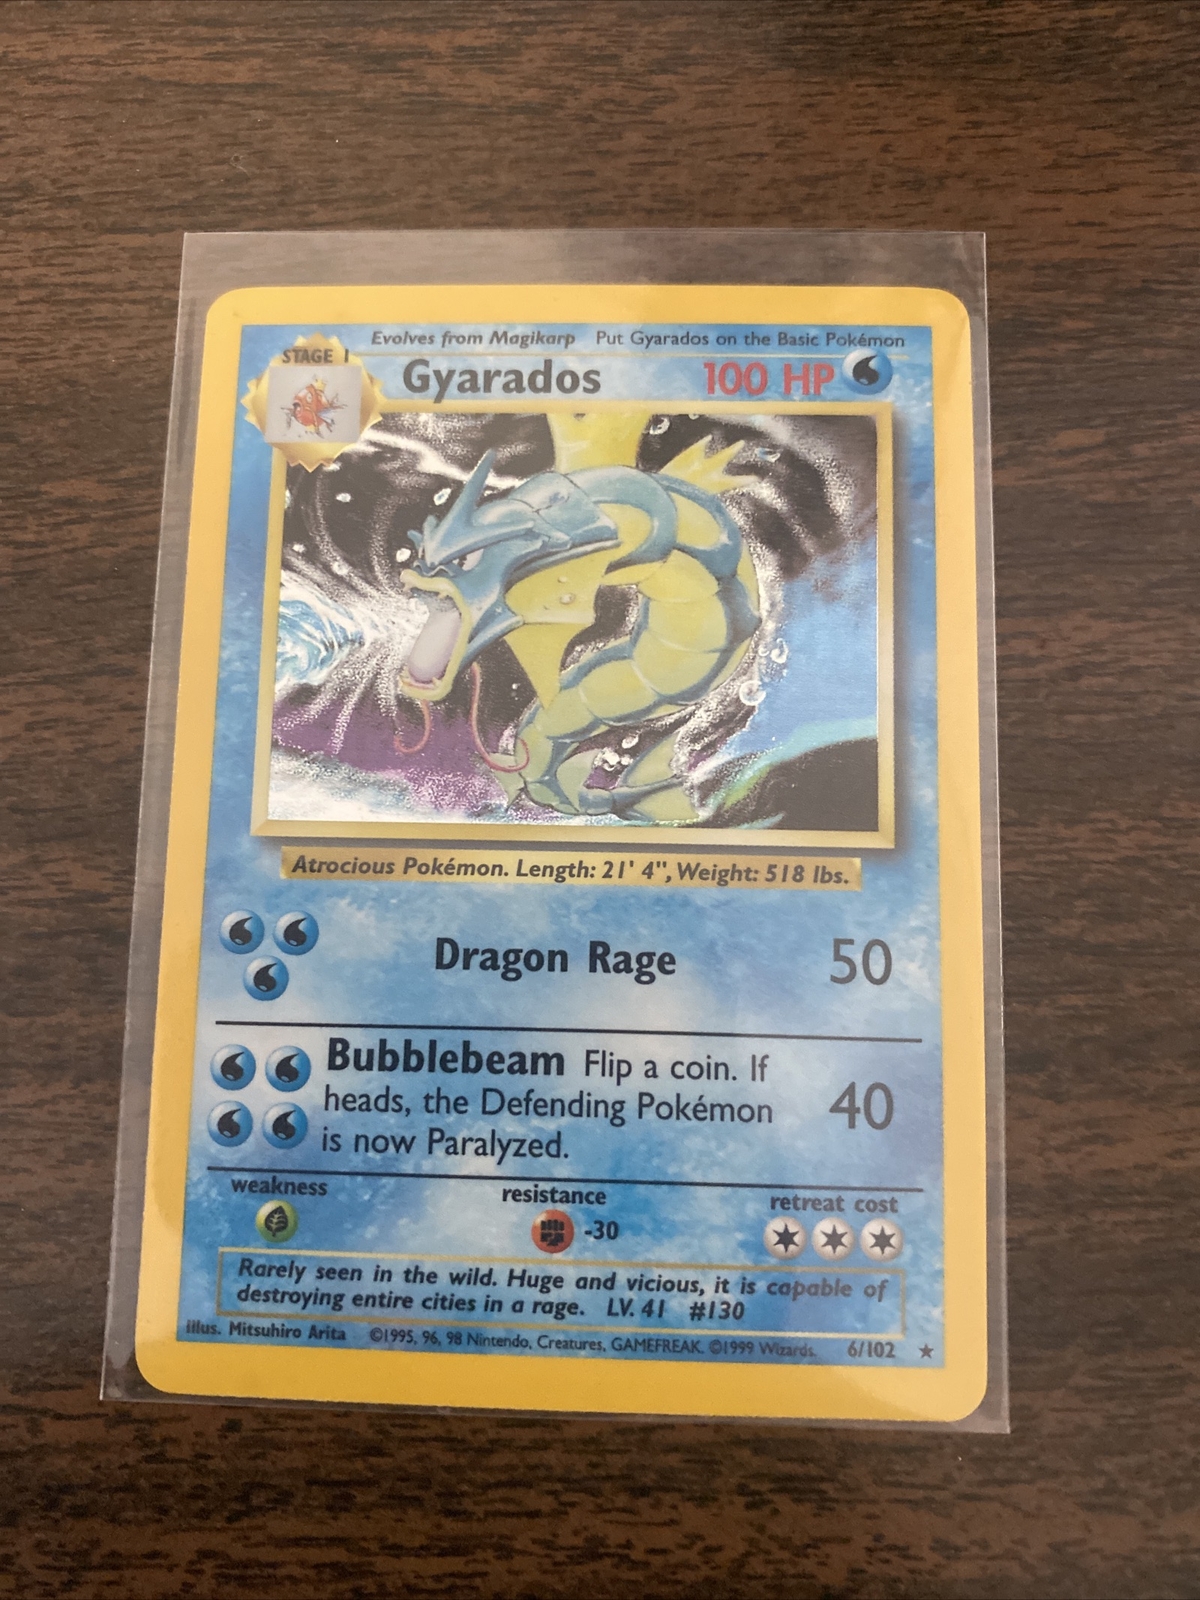 Evolves from Magikarp Put Gyarados on the Basic Pokémon
STAGE 1
Gyarados 100 HP
Atrocious Pokémon. Length: 21' 4", Weight: 518 lbs.
Dragon Rage 50
Bubblebeam Flip a coin. If
heads, the Defending Pokémon
is now Paralyzed.
40
weakness resistance retreat cost
-30
Rarely seen in the wild. Huge and vicious, it is capable of
destroying entire cities in a rage. LV. 41 #130
Illus. Mitsuhiro Arita ©1995, 96, 98 Nintendo, Creatures, GAMEFREAK. ©1999 Wizards. 6/102 ★